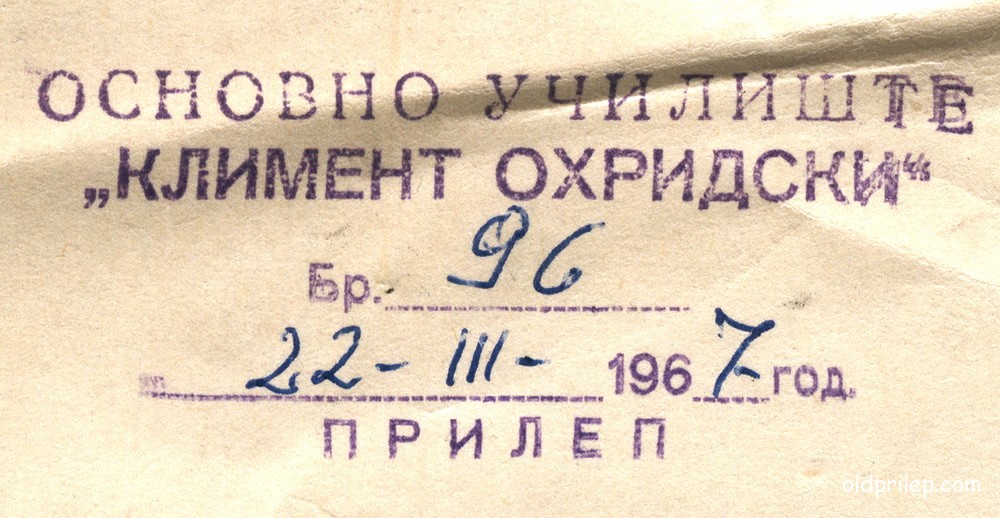 ОСНОВНО УЧИЛИШТЕ
„КЛИМЕНТ ОХРИДСКИ“
Бр. 96
22-III-1967 год.
ПРИЛЕП
oldprilep.com